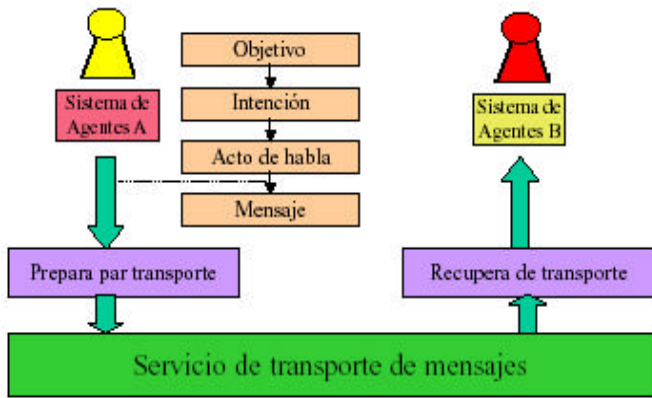 Objetivo
Sistema de
Agentes A
Intención
Sistema de
Agentes B
Acto de habla
Mensaje
Prepara par transporte
Recupera de transporte
Servicio de transporte de mensajes